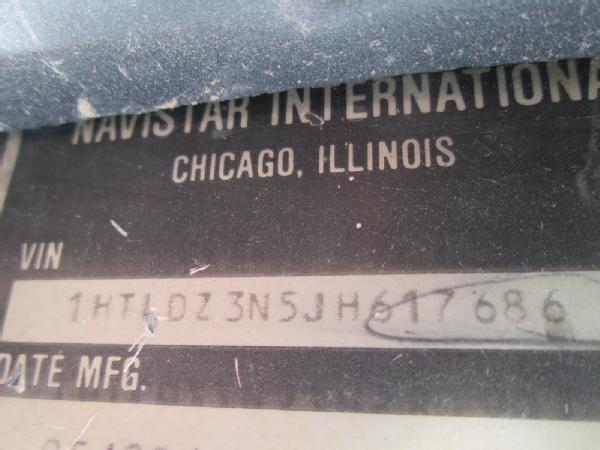 NAVISTAR INTERNATIONA
CHICAGO, ILLINOIS
VIN
1HTLDZ3N5JH617686
DATE MFG.